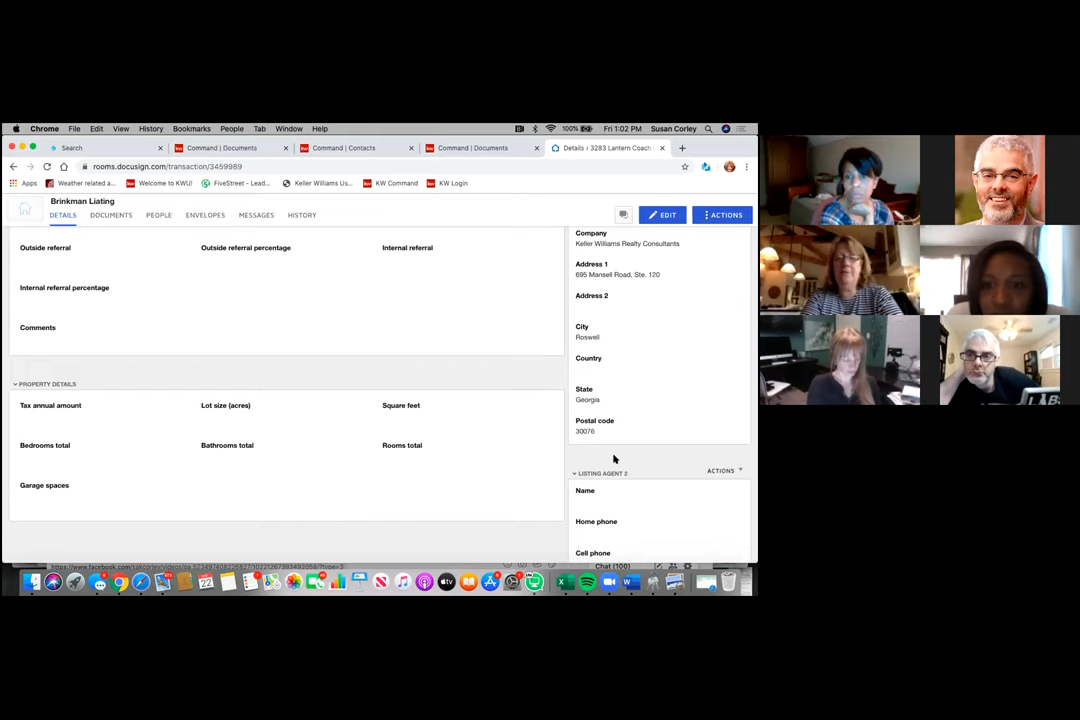 Chrome File Edit View History Bookmarks People Tab Window Help 100% Fri 1:02 PM Susan Corley
Search Command | Documents Command | Contacts Command | Documents Details › 3283 Lantern Coach
rooms.docusign.com/transaction/3459989
Apps Weather related a... Welcome to KWU! FiveStreet - Lead... Keller Williams Us... KW Command KW Login
Brinkman Liating
DETAILS DOCUMENTS PEOPLE ENVELOPES MESSAGES HISTORY EDIT ACTIONS
Outside referral Outside referral percentage Internal referral
Internal referral percentage
Comments
PROPERTY DETAILS
Tax annual amount Lot size (acres) Square feet
Bedrooms total Bathrooms total Rooms total
Garage spaces
Company
Keller Williams Realty Consultants
Address 1
695 Mansell Road, Ste. 120
Address 2
City
Roswell
Country
State
Georgia
Postal code
30076
LISTING AGENT 2 ACTIONS
Name
Home phone
Cell phone
Chat (100)